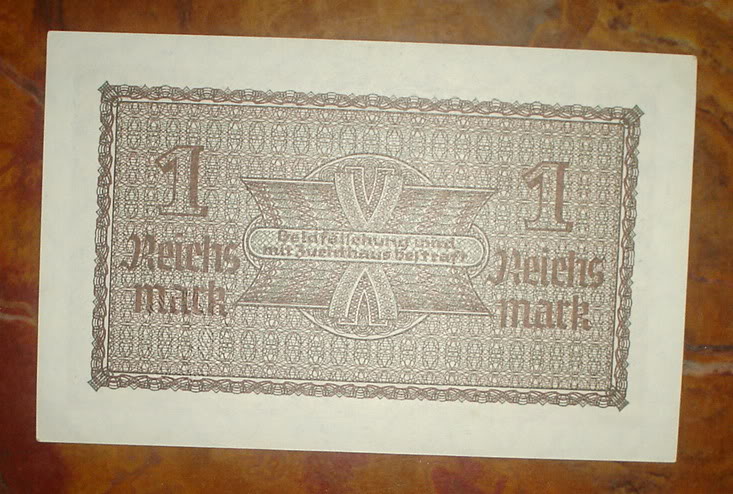 1
Reichs
mark
Geldfälschung wird
mit Zuchthaus bestraft
1
Reichs
mark